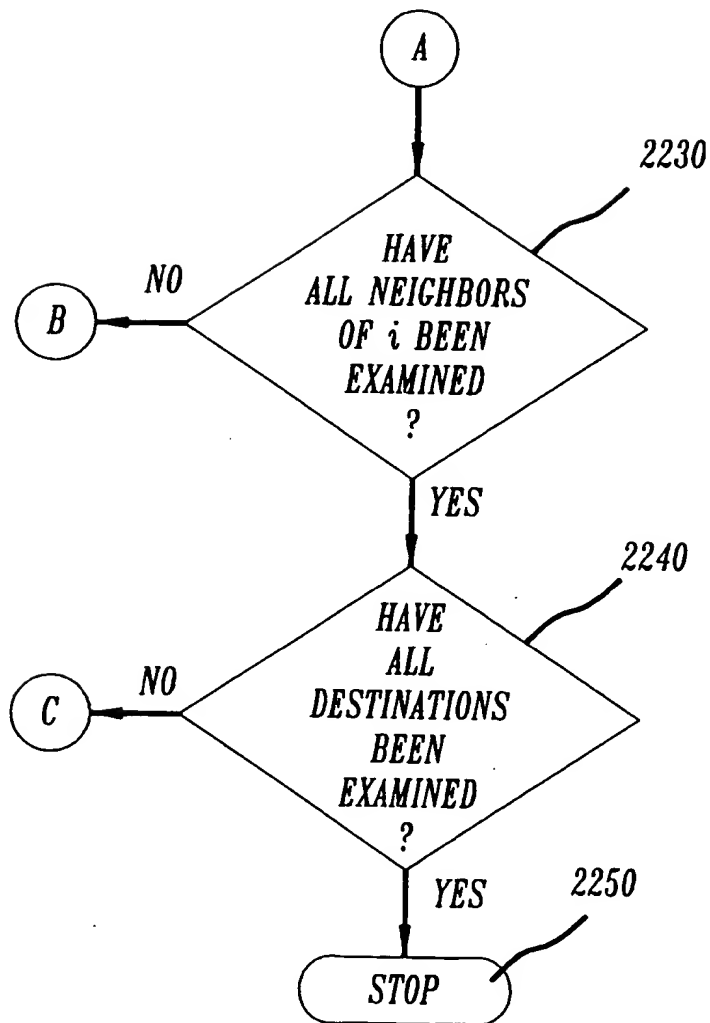 A
2230
HAVE
ALL NEIGHBORS
OF i BEEN
EXAMINED
?
NO
B
YES
2240
HAVE
ALL
DESTINATIONS
BEEN
EXAMINED
?
NO
C
YES
2250
STOP